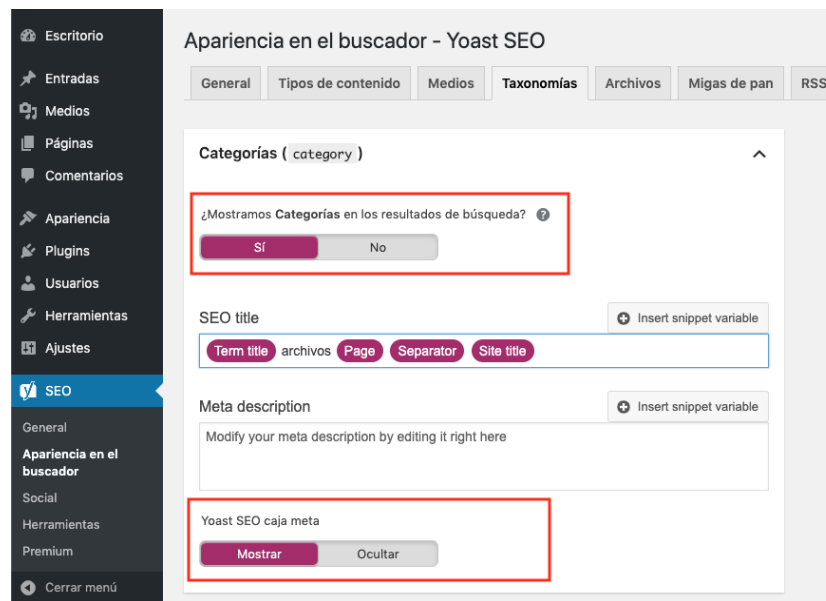 Escritorio
Entradas
Medios
Páginas
Comentarios
Apariencia
Plugins
Usuarios
Herramientas
Ajustes
SEO
General
Apariencia en el
buscador
Social
Herramientas
Premium
Cerrar menú
Apariencia en el buscador - Yoast SEO
General Tipos de contenido Medios Taxonomías Archivos Migas de pan RSS
Categorías ( category )
¿Mostramos Categorías en los resultados de búsqueda? ?
Sí No
SEO title Insert snippet variable
Term title archivos Page Separator Site title
Meta description Insert snippet variable
Modify your meta description by editing it right here
Yoast SEO caja meta
Mostrar Ocultar